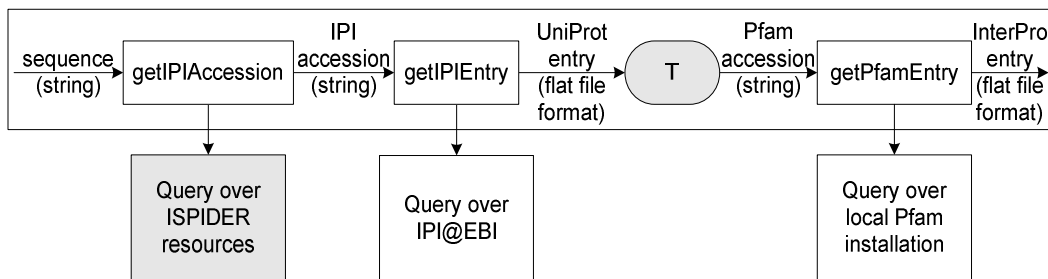 sequence
(string)
getIPIAccession
IPI
accession
(string)
getIPIEntry
UniProt
entry
(flat file
format)
T
Pfam
accession
(string)
getPfamEntry
InterPro
entry
(flat file
format)
Query over
ISPIDER
resources
Query over
IPI@EBI
Query over
local Pfam
installation